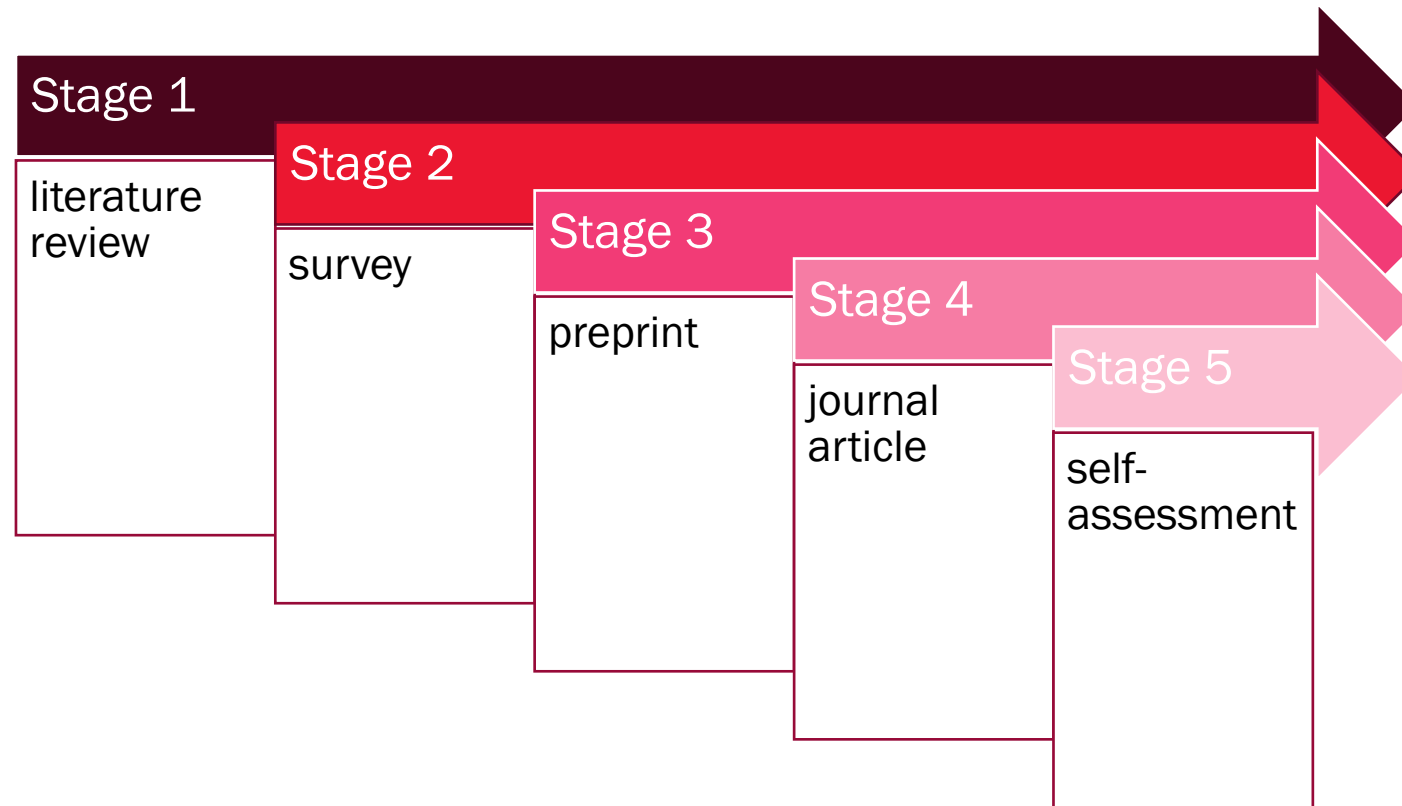 Stage 1
literature
review
Stage 2
survey
Stage 3
preprint
Stage 4
journal
article
Stage 5
self-
assessment